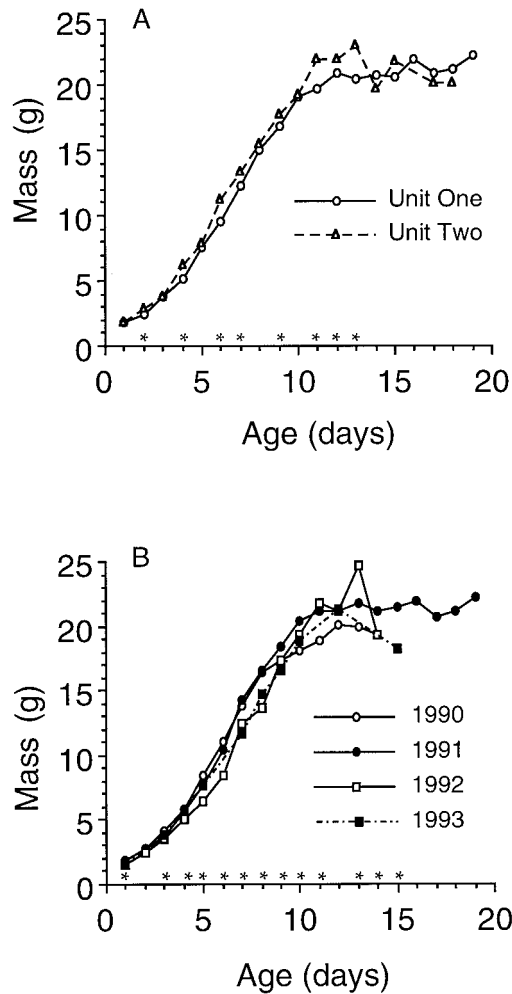 A
25
20
15
10
5
0
Mass (g)
Unit One
Unit Two
* * * * * * * *
0 5 10 15 20
Age (days)
B
25
20
15
10
5
0
Mass (g)
1990
1991
1992
1993
* * * * * * * * * * * * *
0 5 10 15 20
Age (days)